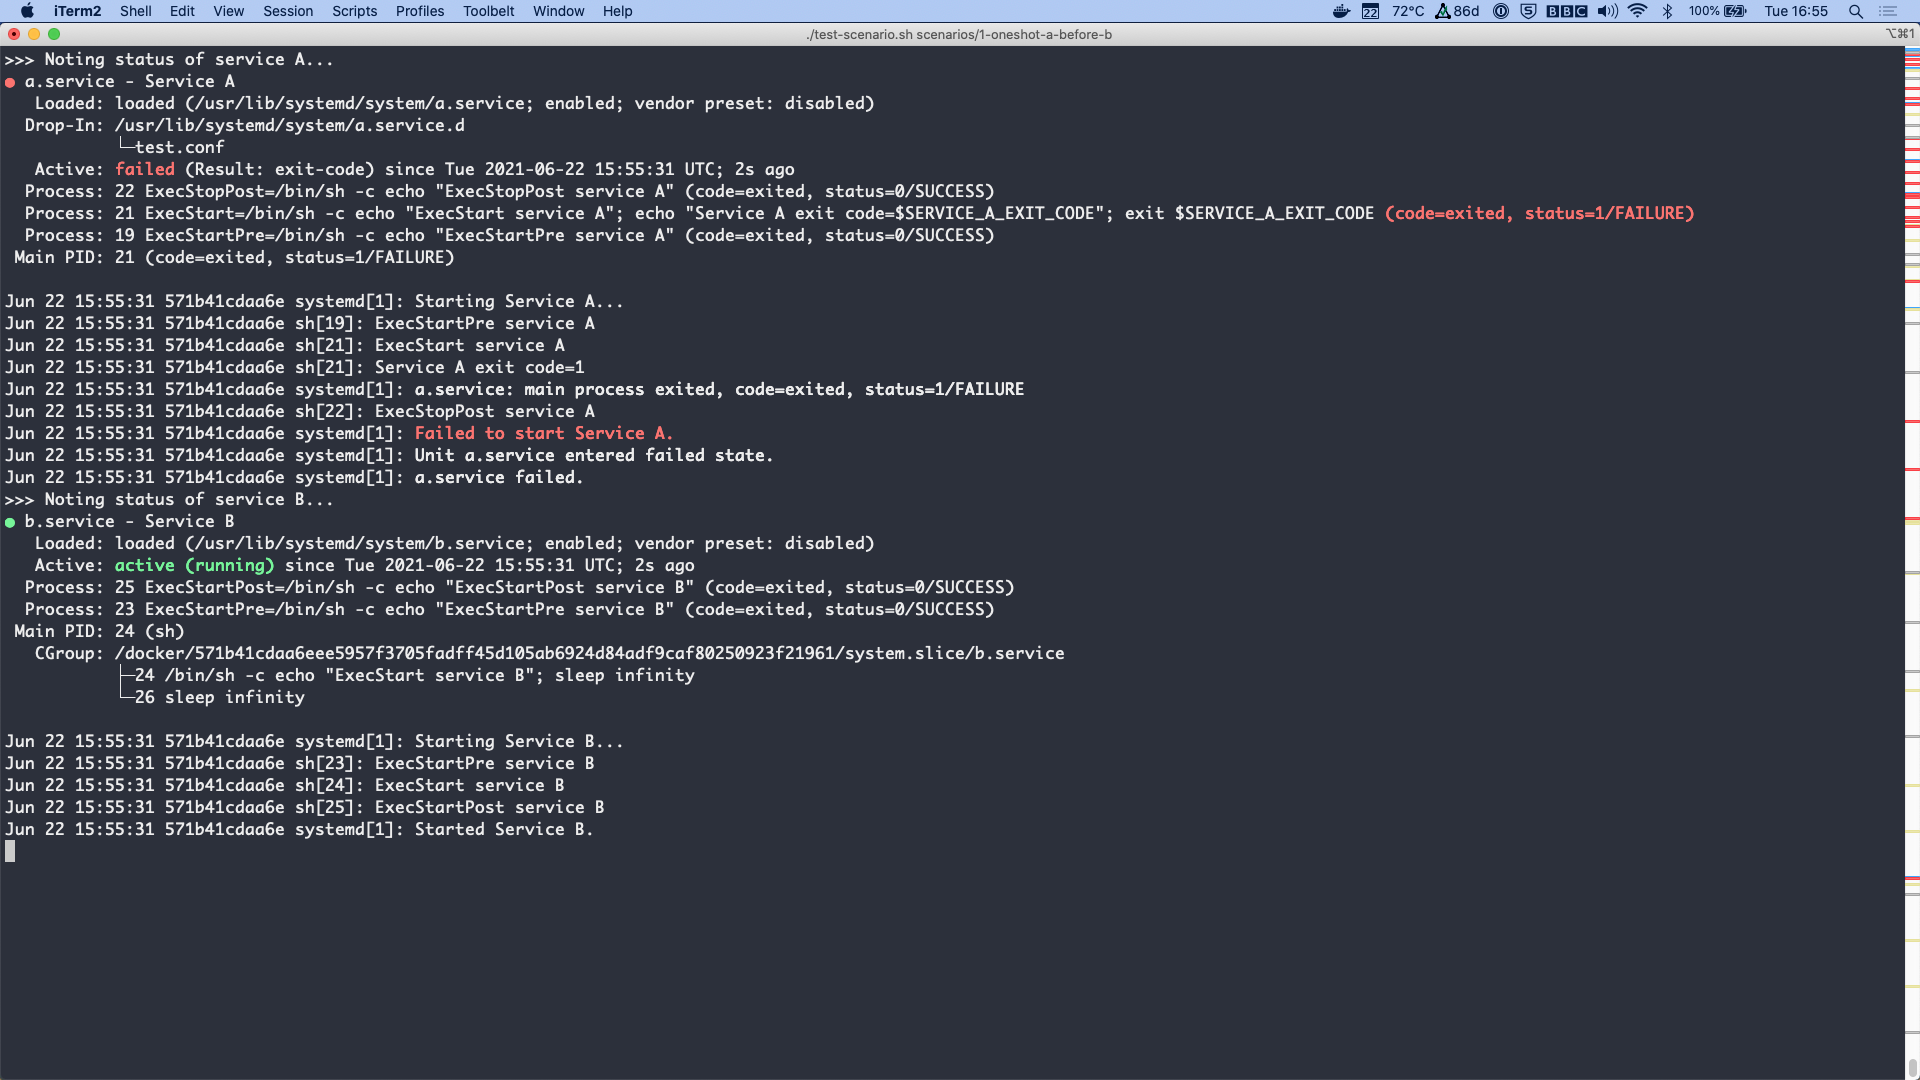 iTerm2 Shell Edit View Session Scripts Profiles Toolbelt Window Help 22 72°C 86d BBC 100% Tue 16:55
./test-scenario.sh scenarios/1-oneshot-a-before-b ⌥⌘1
>>> Noting status of service A...
● a.service - Service A
Loaded: loaded (/usr/lib/systemd/system/a.service; enabled; vendor preset: disabled)
Drop-In: /usr/lib/systemd/system/a.service.d
└─test.conf
Active: failed (Result: exit-code) since Tue 2021-06-22 15:55:31 UTC; 2s ago
Process: 22 ExecStopPost=/bin/sh -c echo "ExecStopPost service A" (code=exited, status=0/SUCCESS)
Process: 21 ExecStart=/bin/sh -c echo "ExecStart service A"; echo "Service A exit code=$SERVICE_A_EXIT_CODE"; exit $SERVICE_A_EXIT_CODE (code=exited, status=1/FAILURE)
Process: 19 ExecStartPre=/bin/sh -c echo "ExecStartPre service A" (code=exited, status=0/SUCCESS)
Main PID: 21 (code=exited, status=1/FAILURE)
Jun 22 15:55:31 571b41cdaa6e systemd[1]: Starting Service A...
Jun 22 15:55:31 571b41cdaa6e sh[19]: ExecStartPre service A
Jun 22 15:55:31 571b41cdaa6e sh[21]: ExecStart service A
Jun 22 15:55:31 571b41cdaa6e sh[21]: Service A exit code=1
Jun 22 15:55:31 571b41cdaa6e systemd[1]: a.service: main process exited, code=exited, status=1/FAILURE
Jun 22 15:55:31 571b41cdaa6e sh[22]: ExecStopPost service A
Jun 22 15:55:31 571b41cdaa6e systemd[1]: Failed to start Service A.
Jun 22 15:55:31 571b41cdaa6e systemd[1]: Unit a.service entered failed state.
Jun 22 15:55:31 571b41cdaa6e systemd[1]: a.service failed.
>>> Noting status of service B...
● b.service - Service B
Loaded: loaded (/usr/lib/systemd/system/b.service; enabled; vendor preset: disabled)
Active: active (running) since Tue 2021-06-22 15:55:31 UTC; 2s ago
Process: 25 ExecStartPost=/bin/sh -c echo "ExecStartPost service B" (code=exited, status=0/SUCCESS)
Process: 23 ExecStartPre=/bin/sh -c echo "ExecStartPre service B" (code=exited, status=0/SUCCESS)
Main PID: 24 (sh)
CGroup: /docker/571b41cdaa6eee5957f3705fadff45d105ab6924d84adf9caf80250923f21961/system.slice/b.service
├─24 /bin/sh -c echo "ExecStart service B"; sleep infinity
└─26 sleep infinity
Jun 22 15:55:31 571b41cdaa6e systemd[1]: Starting Service B...
Jun 22 15:55:31 571b41cdaa6e sh[23]: ExecStartPre service B
Jun 22 15:55:31 571b41cdaa6e sh[24]: ExecStart service B
Jun 22 15:55:31 571b41cdaa6e sh[25]: ExecStartPost service B
Jun 22 15:55:31 571b41cdaa6e systemd[1]: Started Service B.